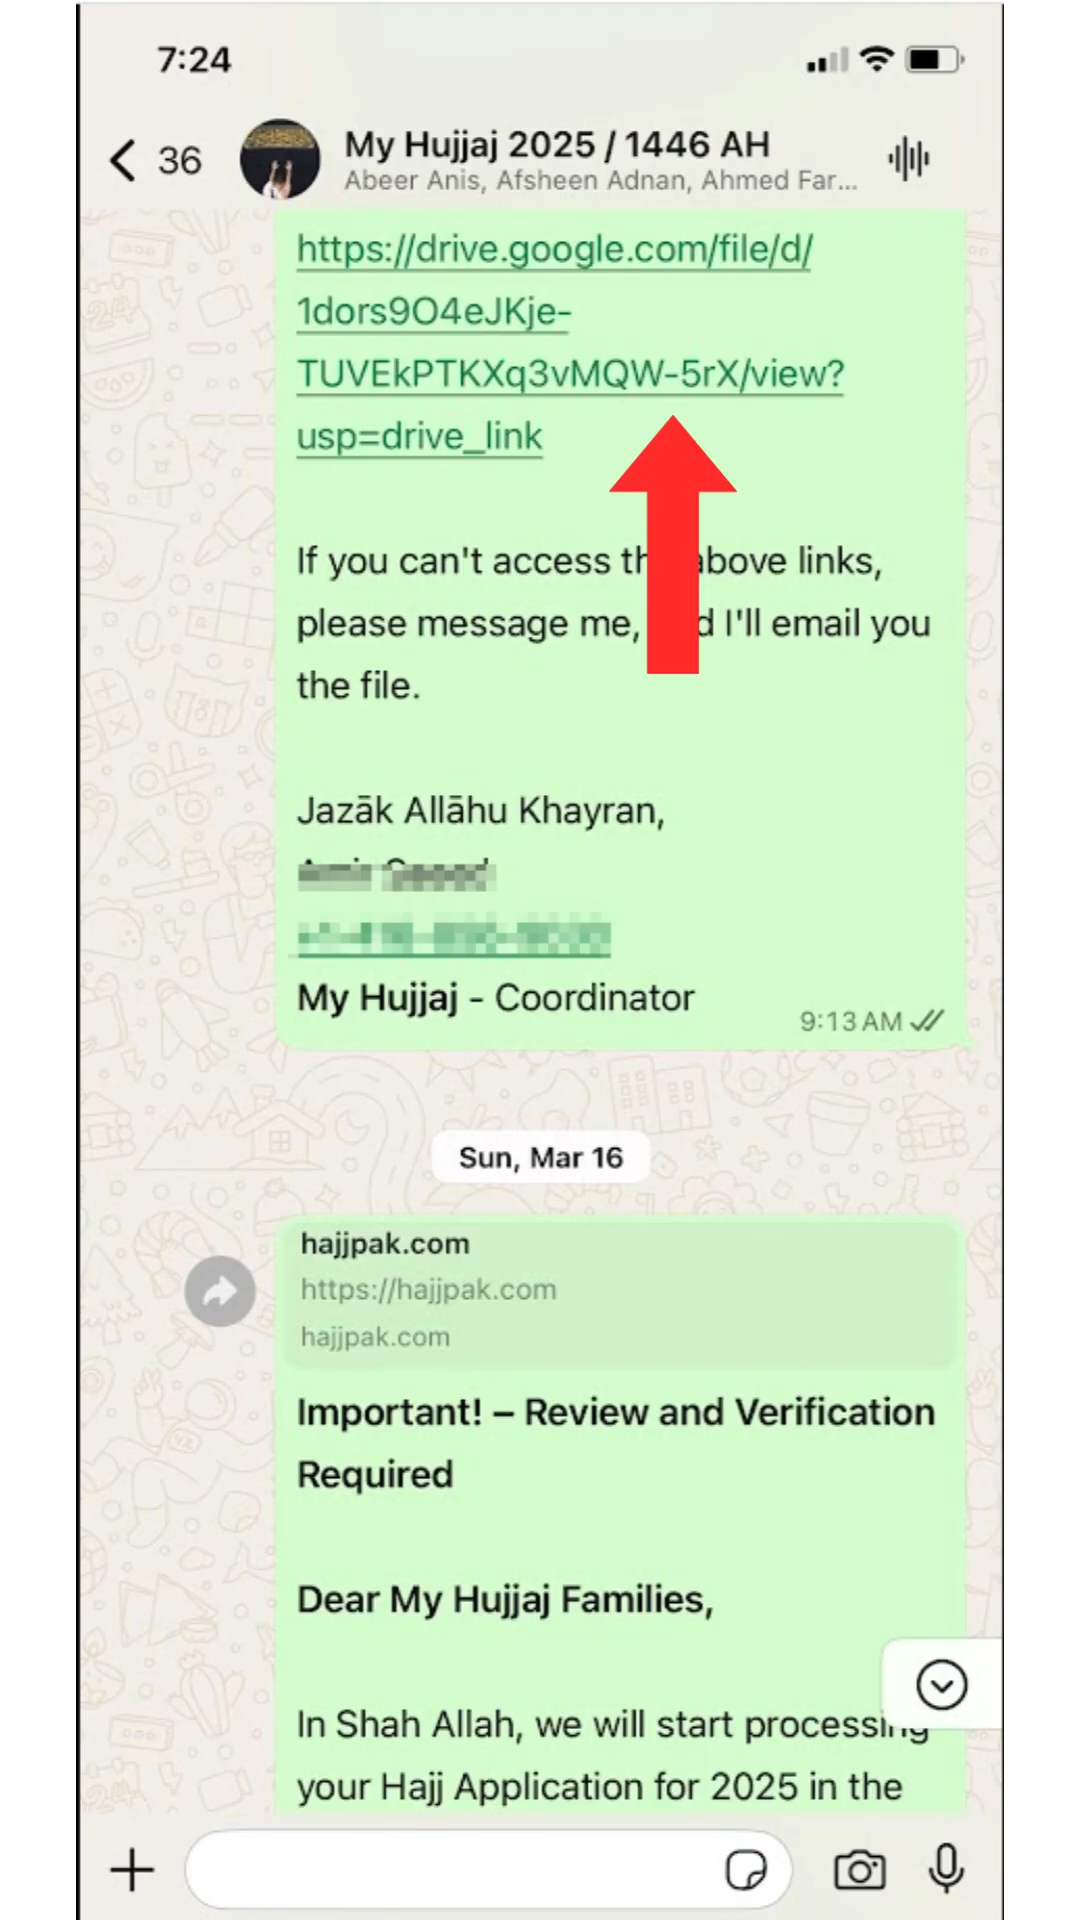 7:24
36
My Hujjaj 2025 / 1446 AH
Abeer Anis, Afsheen Adnan, Ahmed Far...
https://drive.google.com/file/d/
1dors9O4eJKje-
TUVEkPTKXq3vMQW-5rX/view?
usp=drive_link
If you can't access above links,
please message me, I'll email you
the file.
Jazāk Allāhu Khayran,
My Hujjaj - Coordinator
9:13 AM
Sun, Mar 16
hajjpak.com
https://hajjpak.com
hajjpak.com
Important! – Review and Verification
Required
Dear My Hujjaj Families,
In Shah Allah, we will start processing
your Hajj Application for 2025 in the